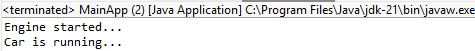 <terminated> MainApp (2) [Java Application] C:\Program Files\Java\jdk-21\bin\javaw.exe
Engine started...
Car is running...